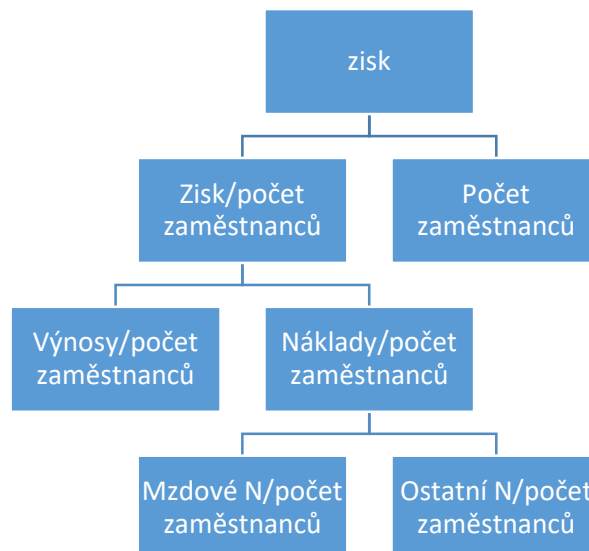 zisk
Zisk/počet
zaměstnanců
Počet
zaměstnanců
Výnosy/počet
zaměstnanců
Náklady/počet
zaměstnanců
Mzdové N/počet
zaměstnanců
Ostatní N/počet
zaměstnanců